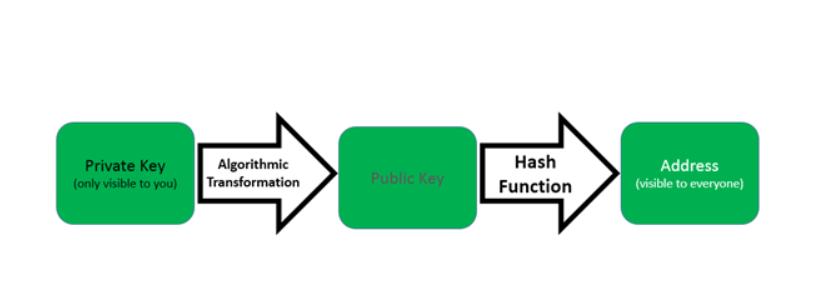 Private Key
(only visible to you)
Algorithmic
Transformation
Public Key
Hash
Function
Address
(visible to everyone)